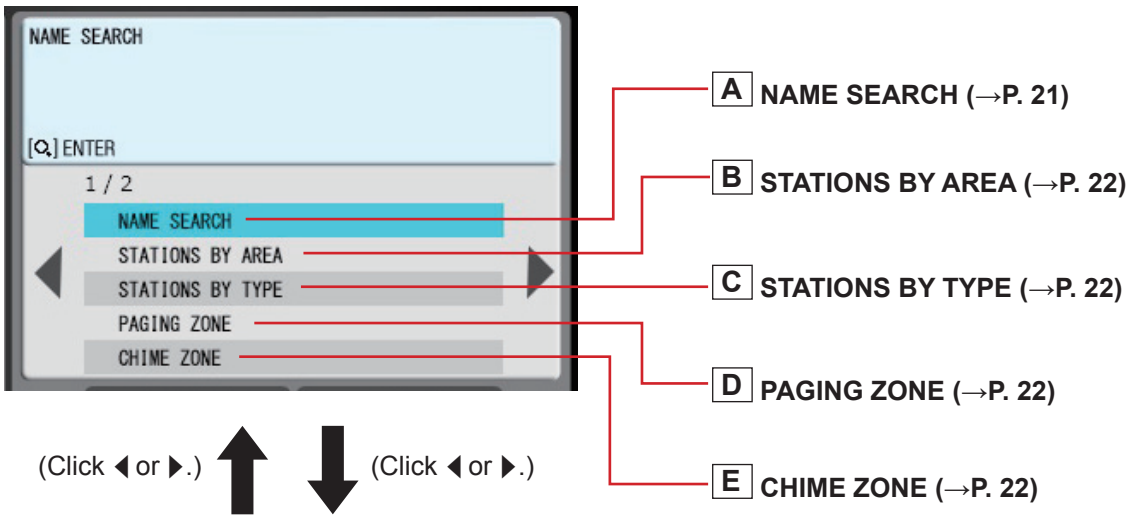 NAME SEARCH
[🔍] ENTER
1 / 2
NAME SEARCH
STATIONS BY AREA
STATIONS BY TYPE
PAGING ZONE
CHIME ZONE
A NAME SEARCH (→P. 21)
B STATIONS BY AREA (→P. 22)
C STATIONS BY TYPE (→P. 22)
D PAGING ZONE (→P. 22)
E CHIME ZONE (→P. 22)
(Click ◀ or ▶.)
(Click ◀ or ▶.)